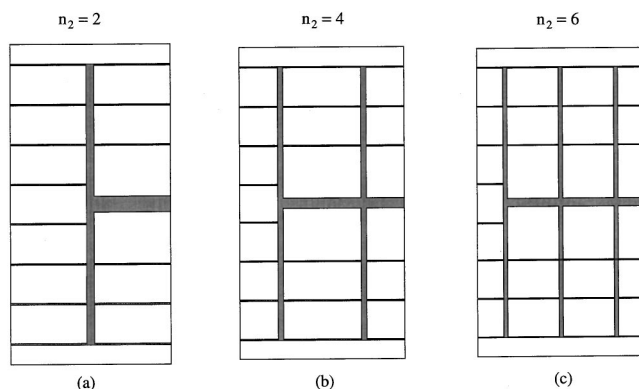 n₂ = 2
n₂ = 4
n₂ = 6
(a)
(b)
(c)